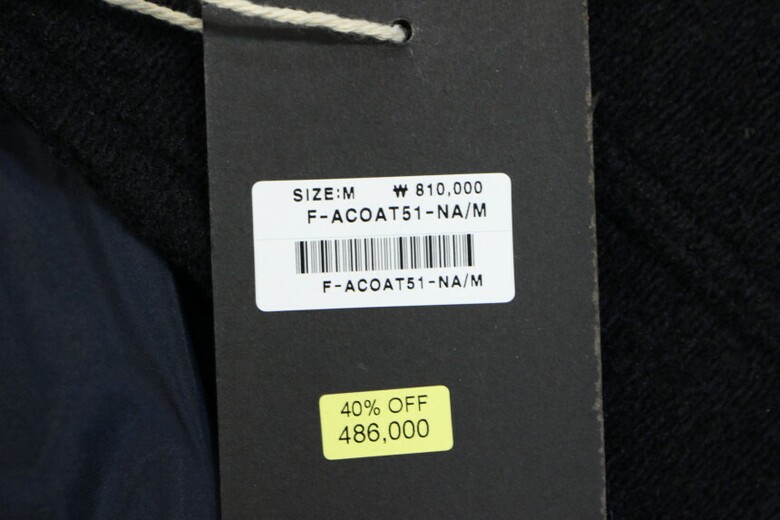 SIZE:M ₩ 810,000
F-ACOAT51-NA/M
F-ACOAT51-NA/M
40% OFF
486,000